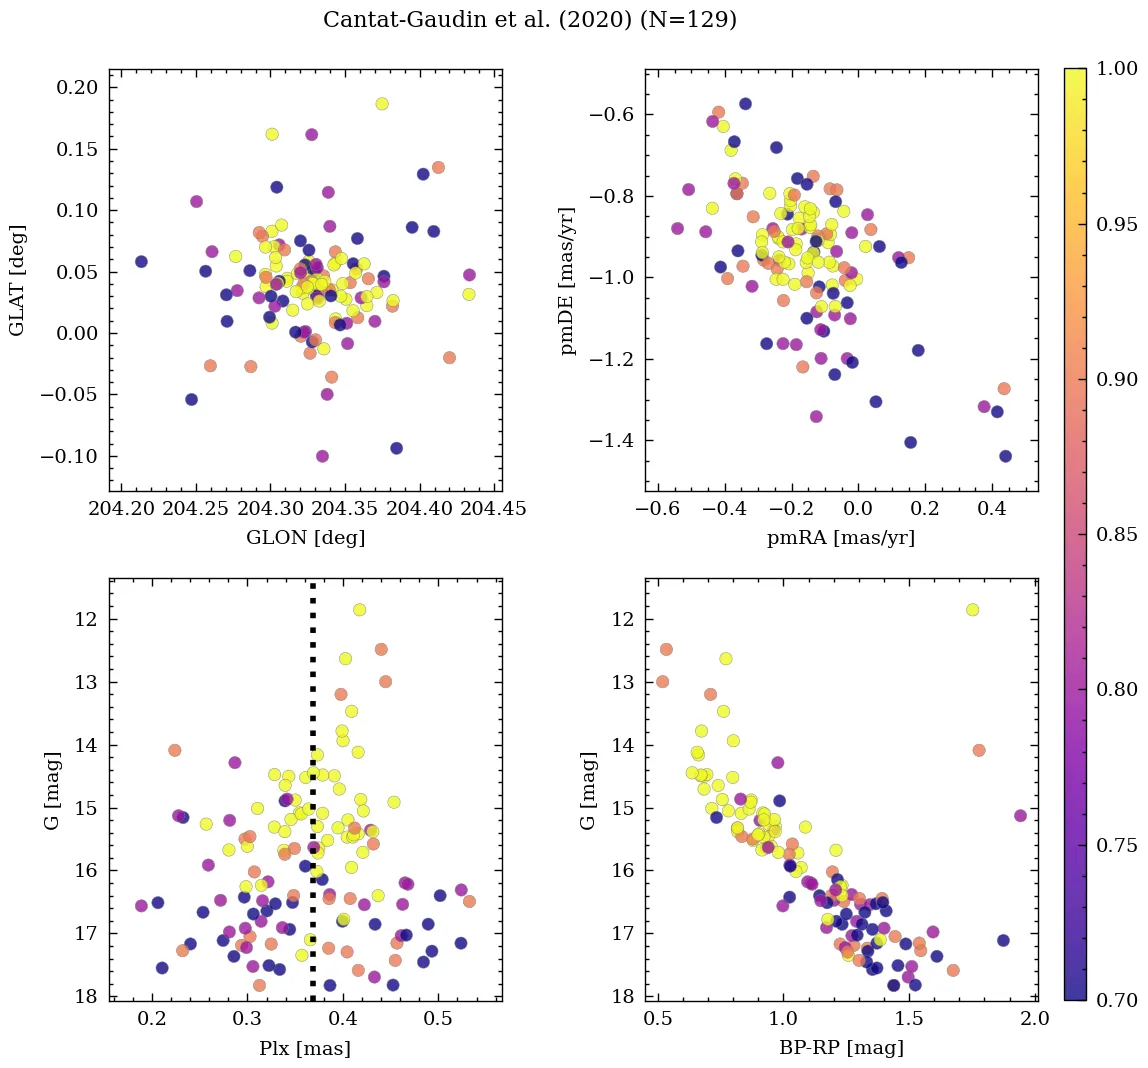 Cantat-Gaudin et al. (2020) (N=129)
0.20
0.15
0.10
0.05
0.00
−0.05
−0.10
GLAT [deg]
204.20 204.25 204.30 204.35 204.40 204.45
GLON [deg]
−0.6
−0.8
−1.0
−1.2
−1.4
pmDE [mas/yr]
−0.6 −0.4 −0.2 0.0 0.2 0.4
pmRA [mas/yr]
12
13
14
15
16
17
18
G [mag]
0.2 0.3 0.4 0.5
Plx [mas]
12
13
14
15
16
17
18
G [mag]
0.5 1.0 1.5 2.0
BP-RP [mag]
1.00
0.95
0.90
0.85
0.80
0.75
0.70